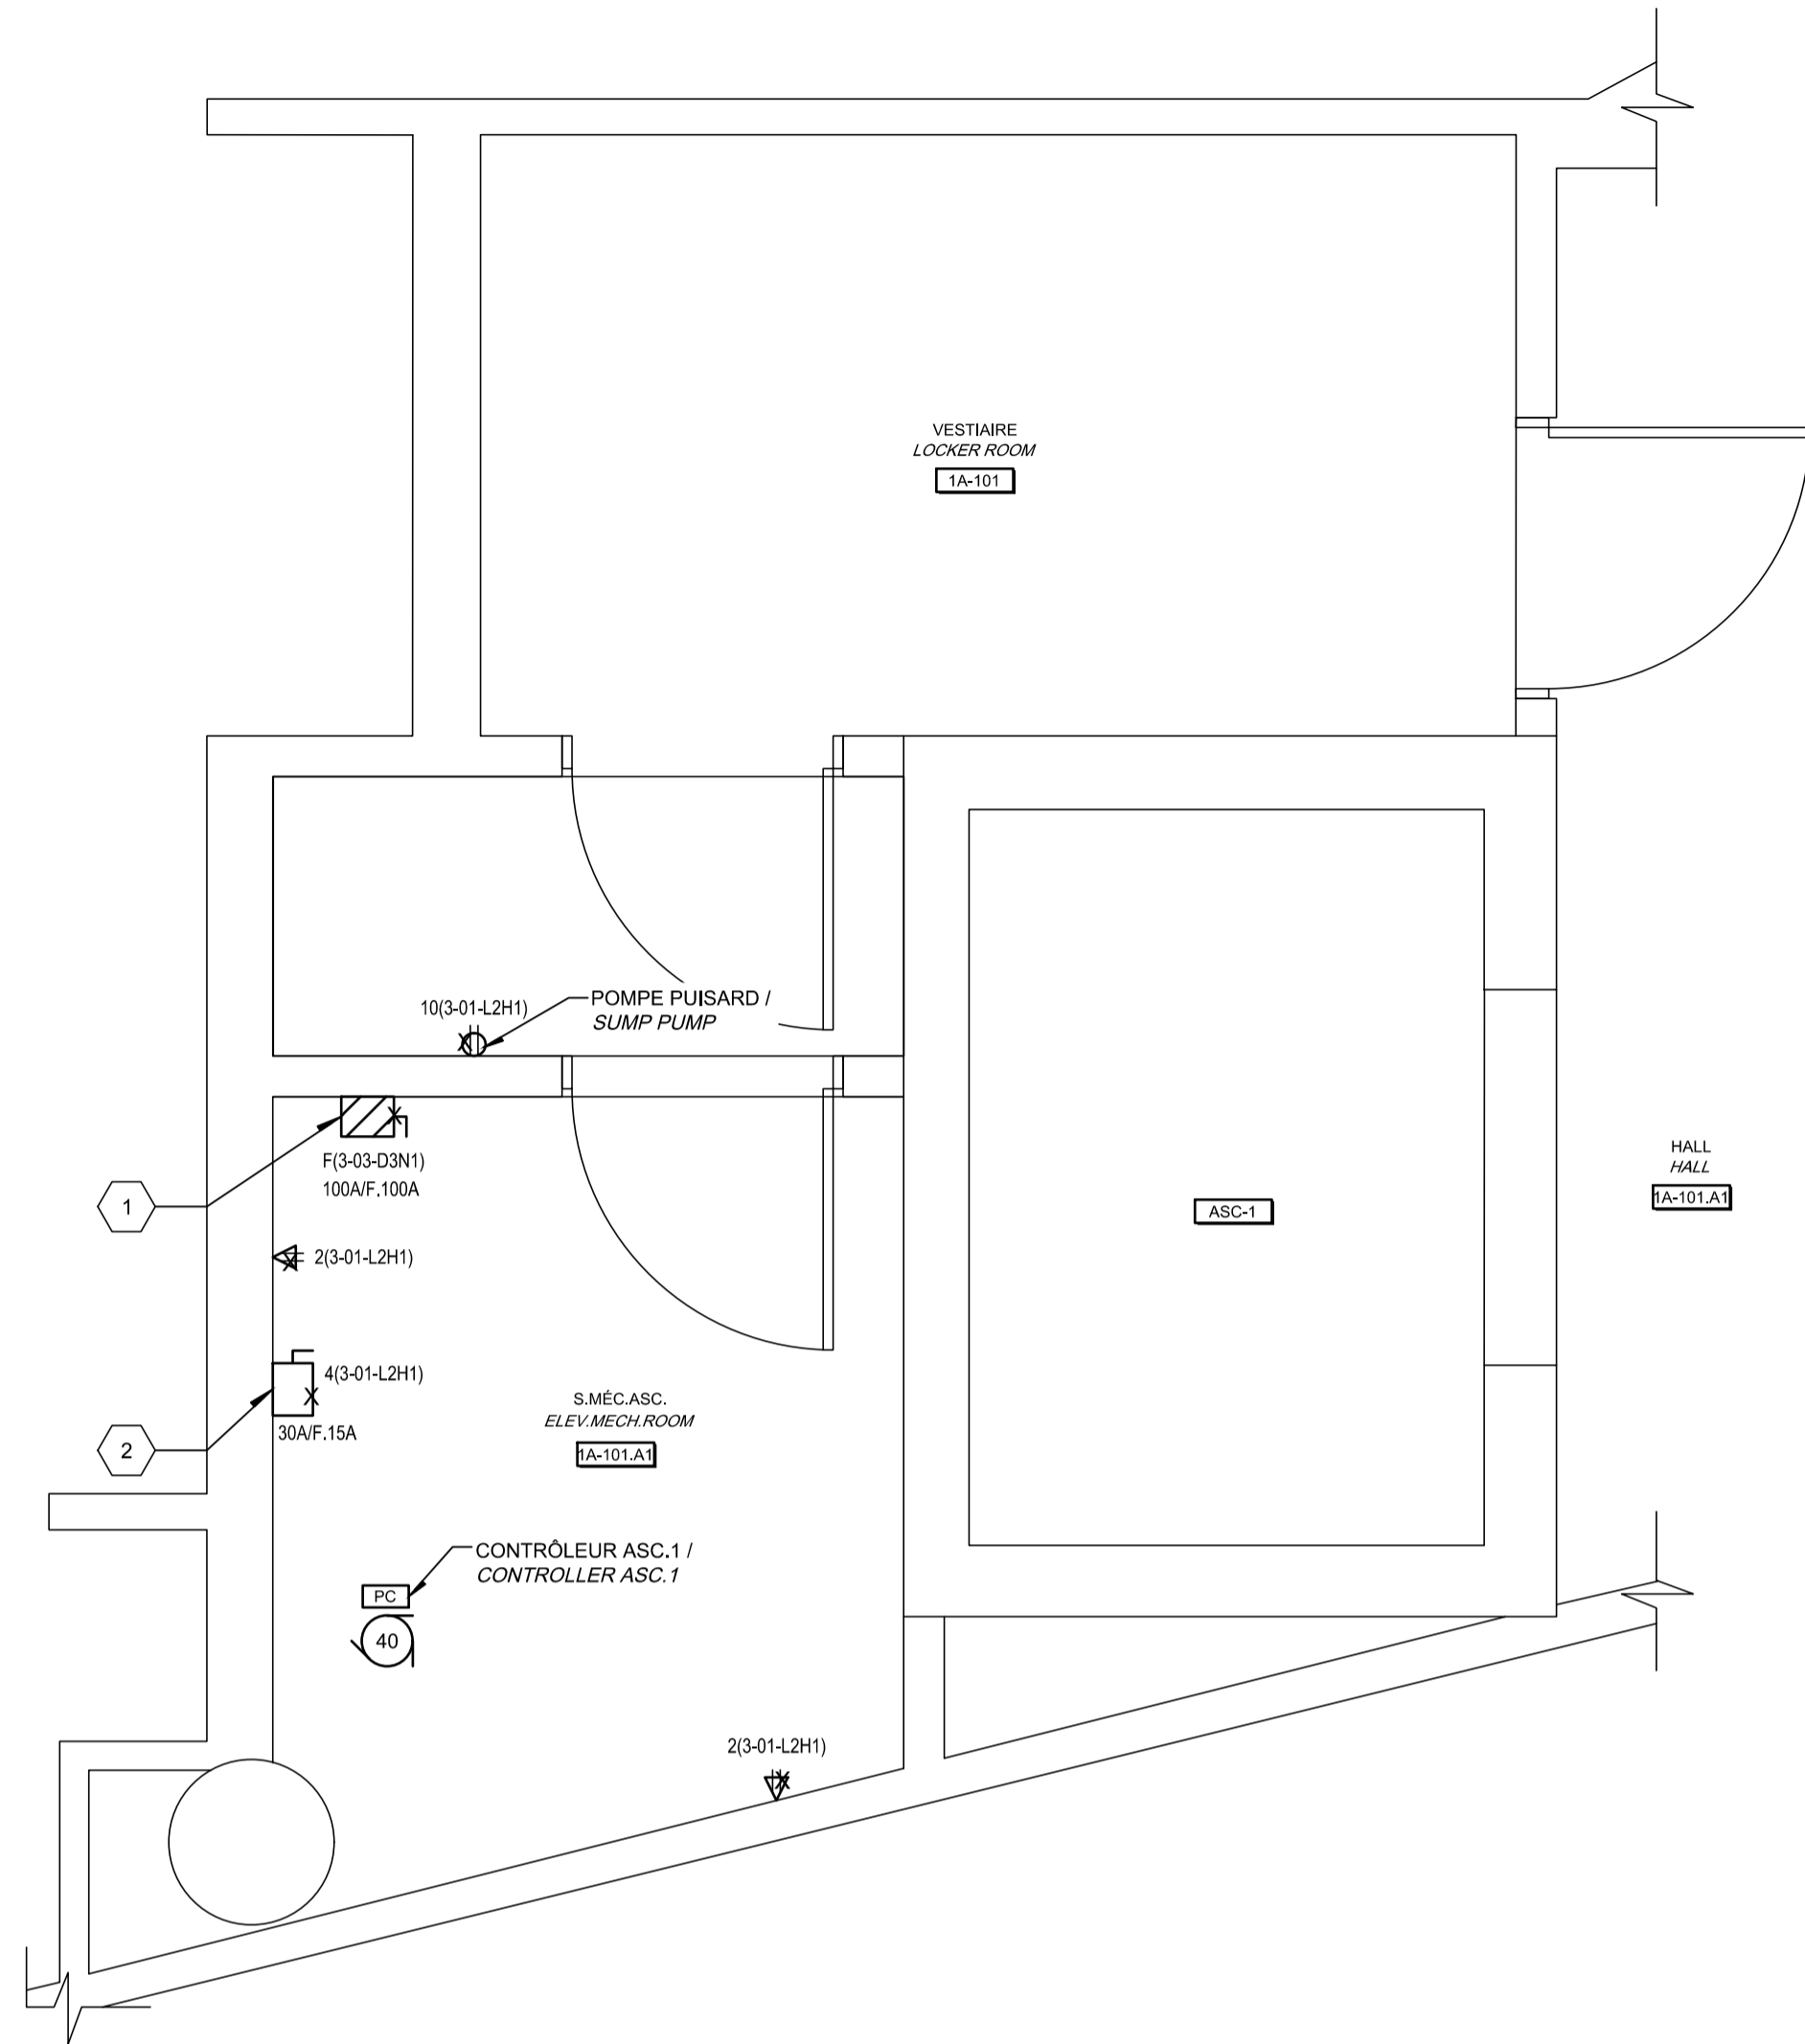 VESTIAIRE
LOCKER ROOM
1A-101
10(3-01-L2H1)
POMPE PUISARD /
SUMP PUMP
X
X
F(3-03-D3N1)
100A/F.100A
1
HALL
HALL
1A-101.A1
ASC-1
X
2(3-01-L2H1)
4(3-01-L2H1)
X
30A/F.15A
2
S.MÉC.ASC.
ELEV.MECH.ROOM
1A-101.A1
CONTRÔLEUR ASC.1 /
CONTROLLER ASC.1
PC
40
2(3-01-L2H1)
X